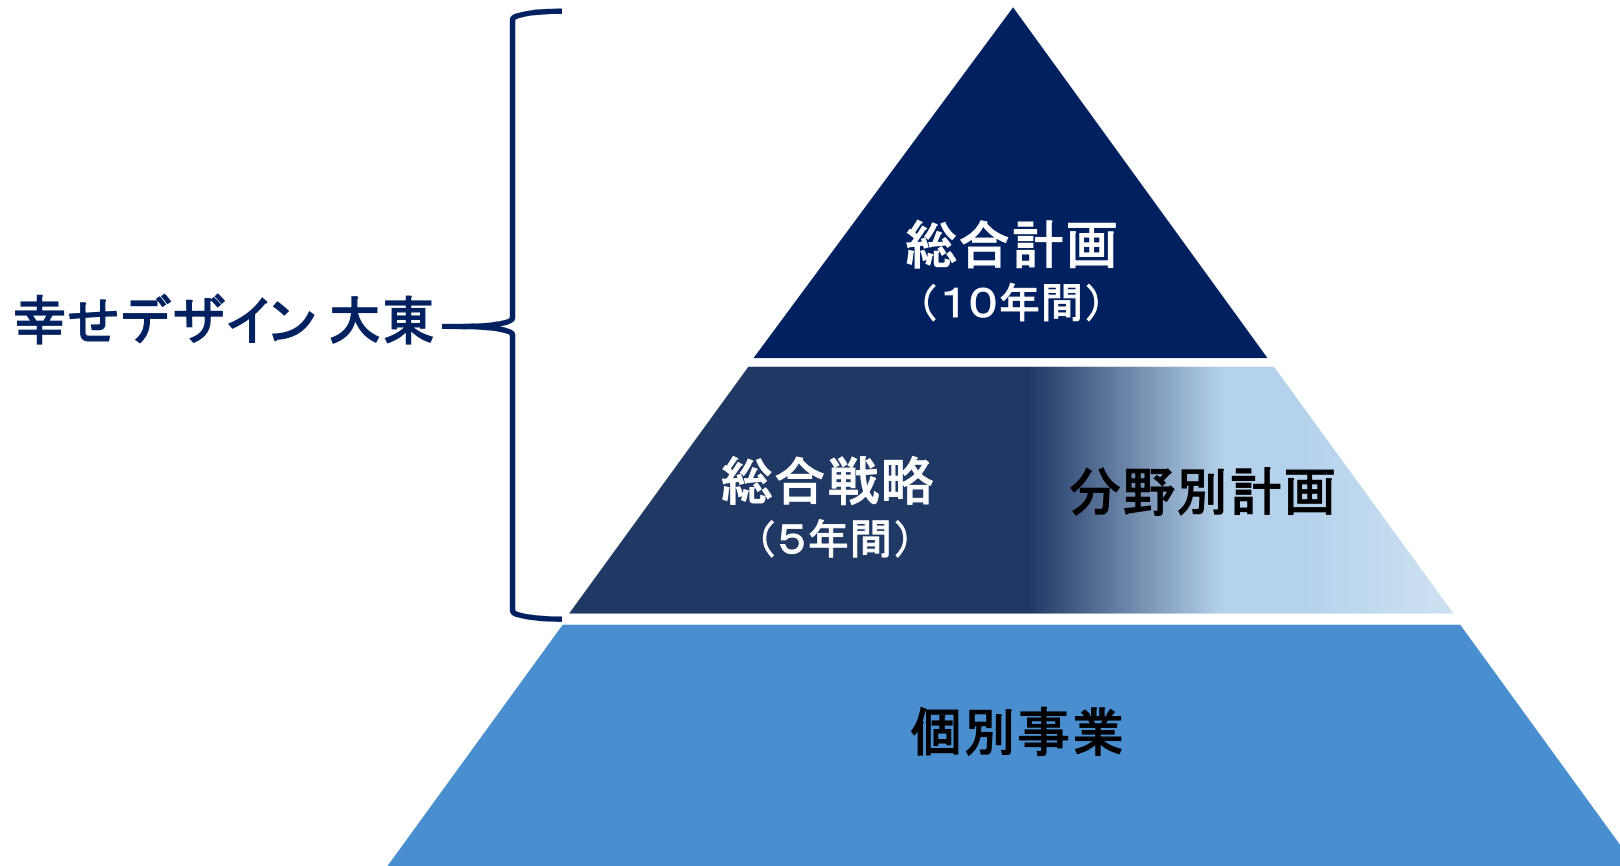 総合計画
（10年間）
幸せデザイン 大東
総合戦略
（5年間）
分野別計画
個別事業